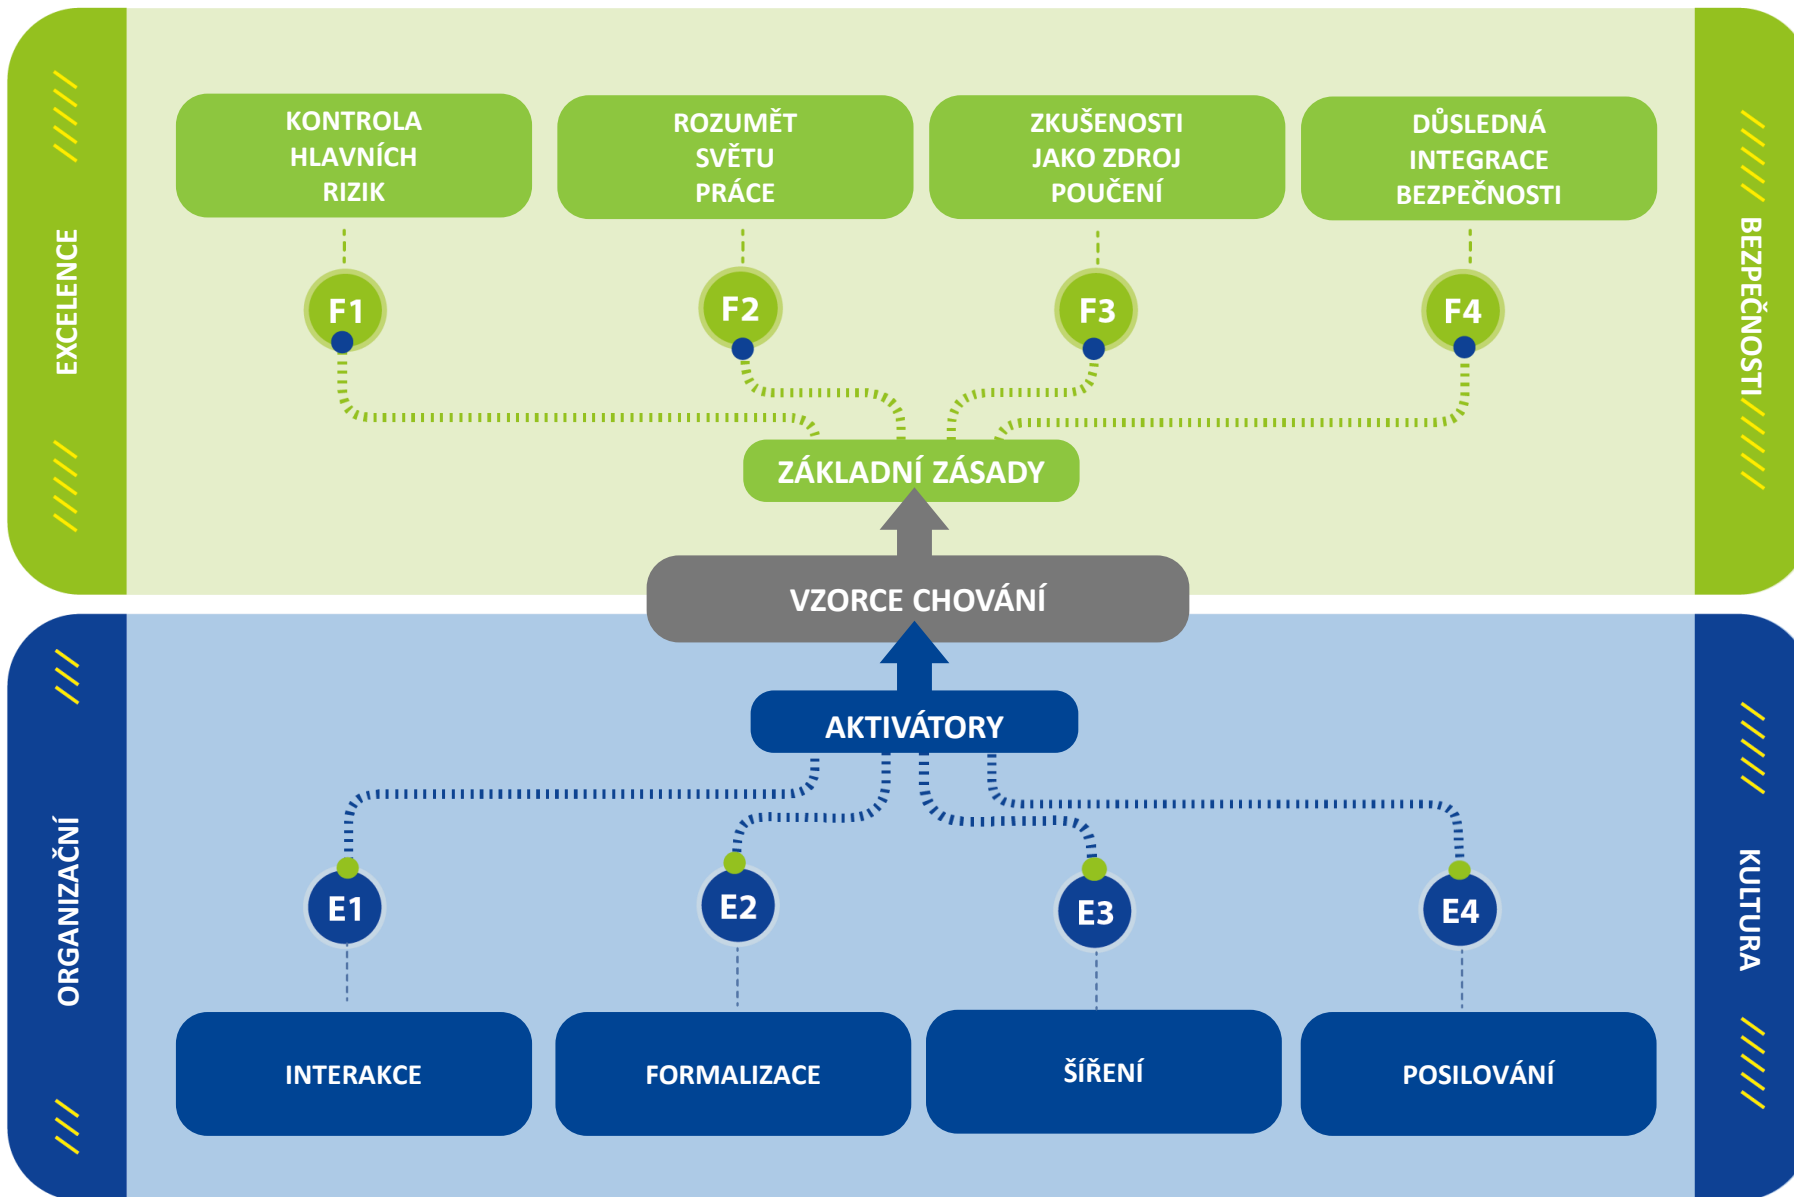 EXCELENCE
BEZPEČNOSTI
KONTROLA
HLAVNÍCH
RIZIK
ROZUMĚT
SVĚTU
PRÁCE
ZKUŠENOSTI
JAKO ZDROJ
POUČENÍ
DŮSLEDNÁ
INTEGRACE
BEZPEČNOSTI
F1
F2
F3
F4
ZÁKLADNÍ ZÁSADY
VZORCE CHOVÁNÍ
AKTIVÁTORY
ORGANIZAČNÍ
KULTURA
E1
E2
E3
E4
INTERAKCE
FORMALIZACE
ŠÍŘENÍ
POSILOVÁNÍ